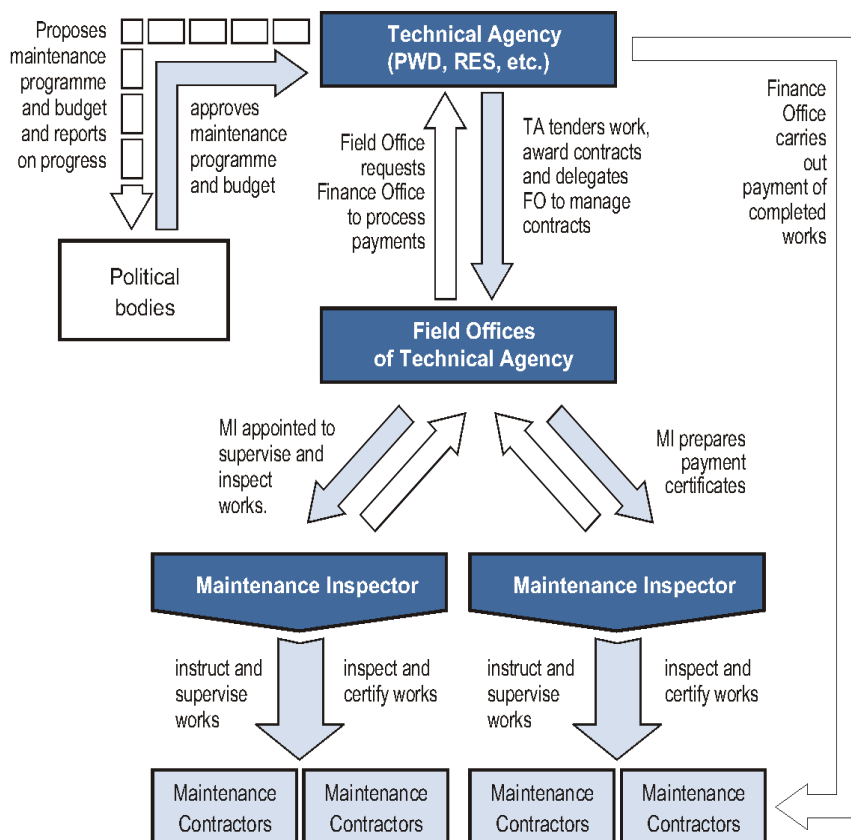 Proposes
maintenance
programme
and budget
and reports
on progress
approves
maintenance
programme
and budget
Technical Agency
(PWD, RES, etc.)
Field Office
requests
Finance Office
to process
payments
TA tenders work,
award contracts
and delegates
FO to manage
contracts
Finance
Office
carries
out
payment of
completed
works
Political
bodies
Field Offices
of Technical Agency
MI appointed to
supervise and
inspect
works.
MI prepares
payment
certificates
Maintenance Inspector
Maintenance Inspector
instruct and
supervise
works
inspect and
certify works
instruct and
supervise
works
inspect and
certify works
Maintenance
Contractors
Maintenance
Contractors
Maintenance
Contractors
Maintenance
Contractors